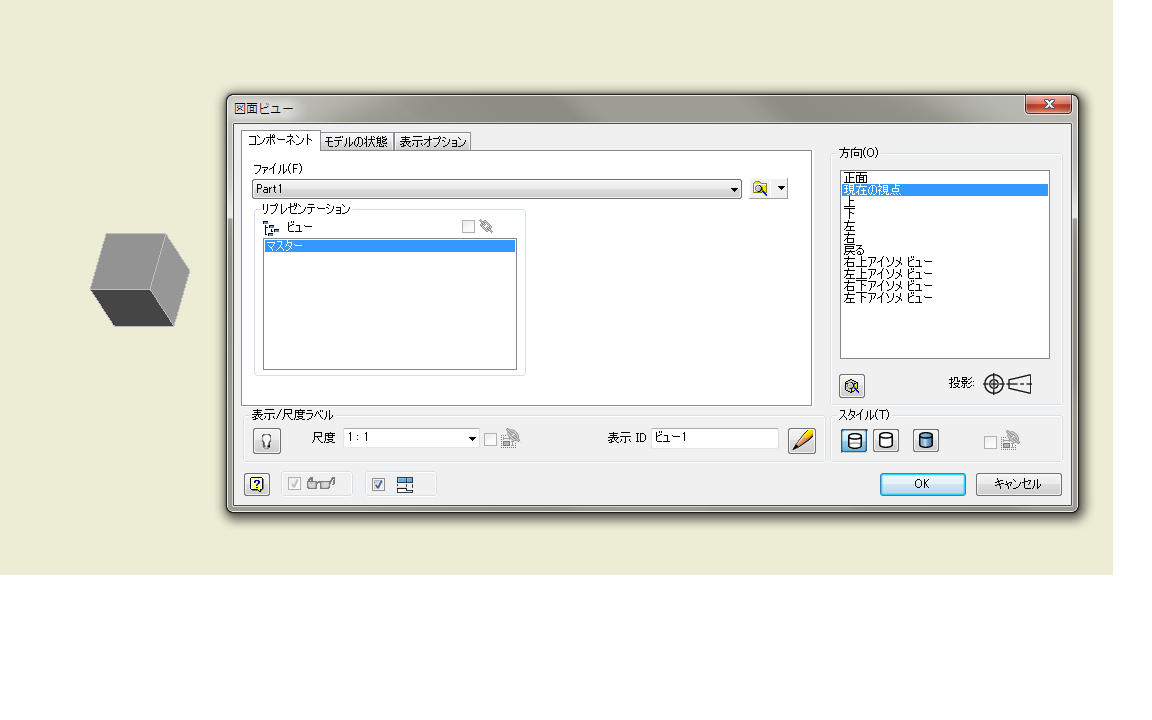 図面ビュー
コンポーネント モデルの状態 表示オプション
ファイル(F)
Part1
リプレゼンテーション
ビュー
マスター
方向(O)
正面
現在の視点
上
下
左
右
戻る
右上アイソメ ビュー
左上アイソメ ビュー
右下アイソメ ビュー
左下アイソメ ビュー
投影:
表示/尺度ラベル
尺度 1 : 1
表示 ID ビュー1
スタイル(T)
OK キャンセル